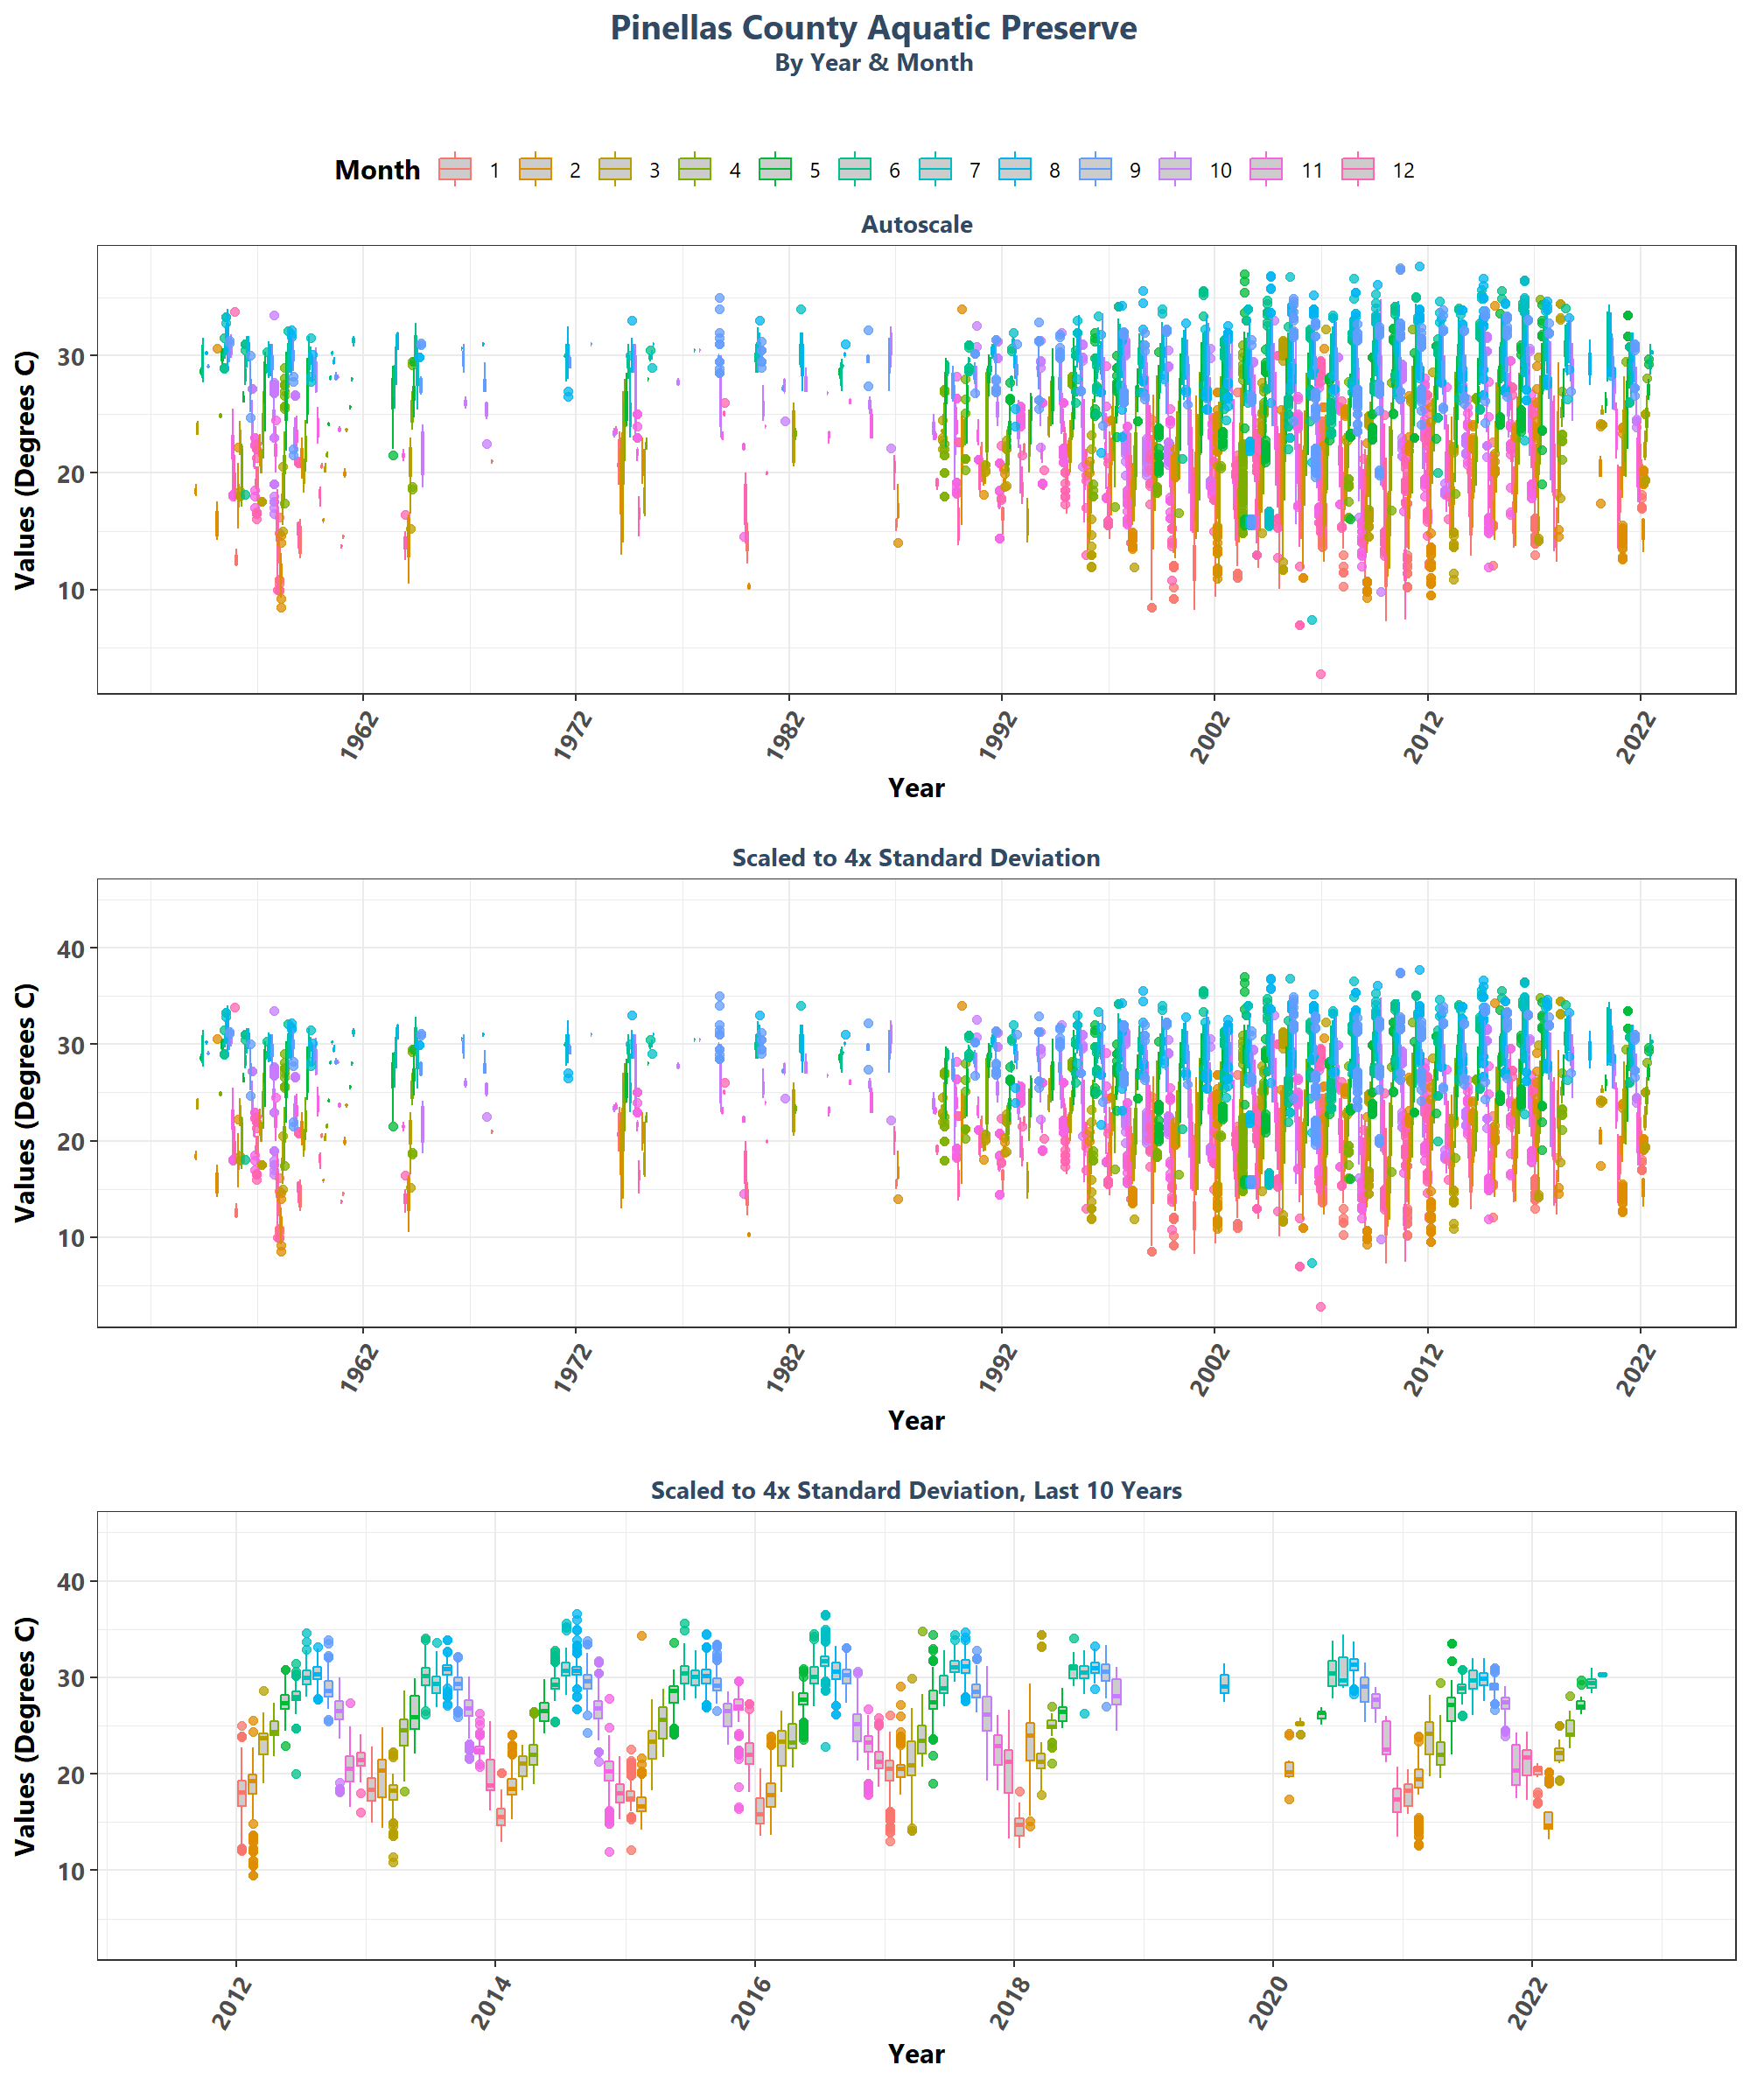 Pinellas County Aquatic Preserve
By Year & Month
Month 1 2 3 4 5 6 7 8 9 10 11 12
Autoscale
Values (Degrees C)
30
20
10
1962 1972 1982 1992 2002 2012 2022
Year
Scaled to 4x Standard Deviation
Values (Degrees C)
40
30
20
10
1962 1972 1982 1992 2002 2012 2022
Year
Scaled to 4x Standard Deviation, Last 10 Years
Values (Degrees C)
40
30
20
10
2012 2014 2016 2018 2020 2022
Year